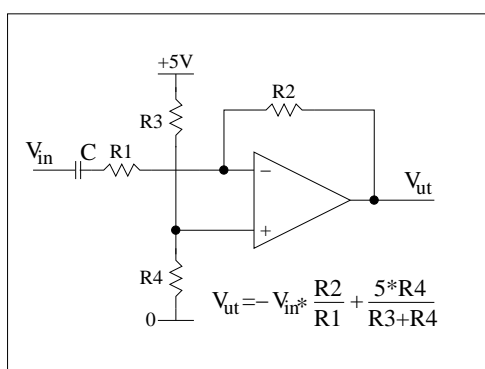 +5V
R2
R3
V_in
C
R1
V_ut
−
+
R4
0
V_ut=−V_in* R2/R1 + 5*R4/R3+R4